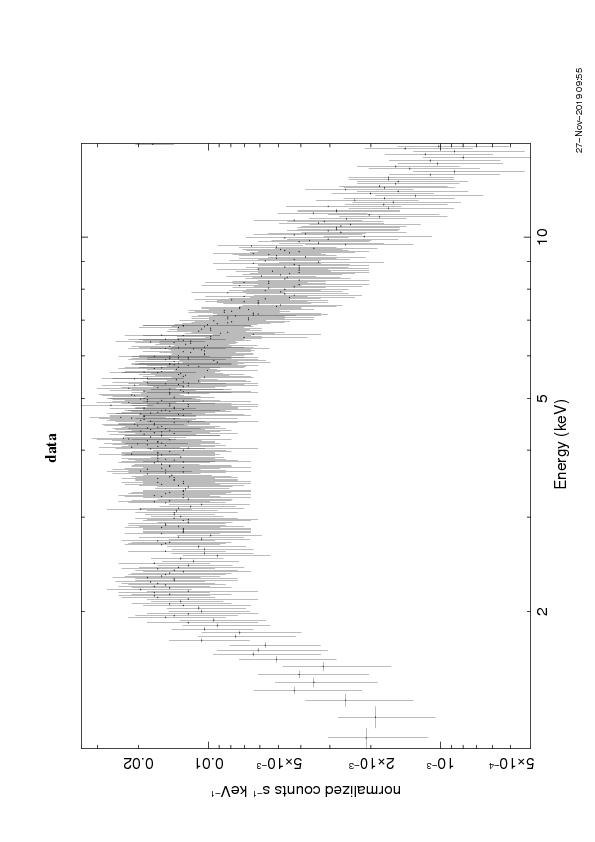 data
0.02
0.01
5×10⁻³
2×10⁻³
10⁻³
5×10⁻⁴
normalized counts s⁻¹ keV⁻¹
2
5
10
Energy (keV)
27-Nov-2019 09:55